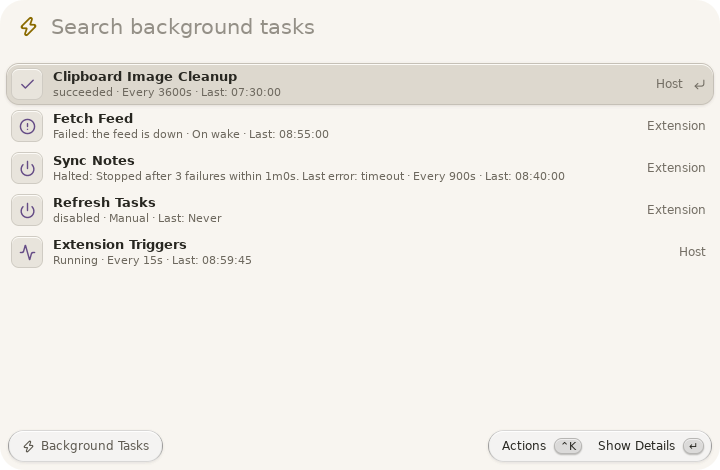 Search background tasks
Clipboard Image Cleanup
succeeded · Every 3600s · Last: 07:30:00
Host
Fetch Feed
Failed: the feed is down · On wake · Last: 08:55:00
Extension
Sync Notes
Halted: Stopped after 3 failures within 1m0s. Last error: timeout · Every 900s · Last: 08:40:00
Extension
Refresh Tasks
disabled · Manual · Last: Never
Extension
Extension Triggers
Running · Every 15s · Last: 08:59:45
Host
Background Tasks
Actions ^K Show Details ↵